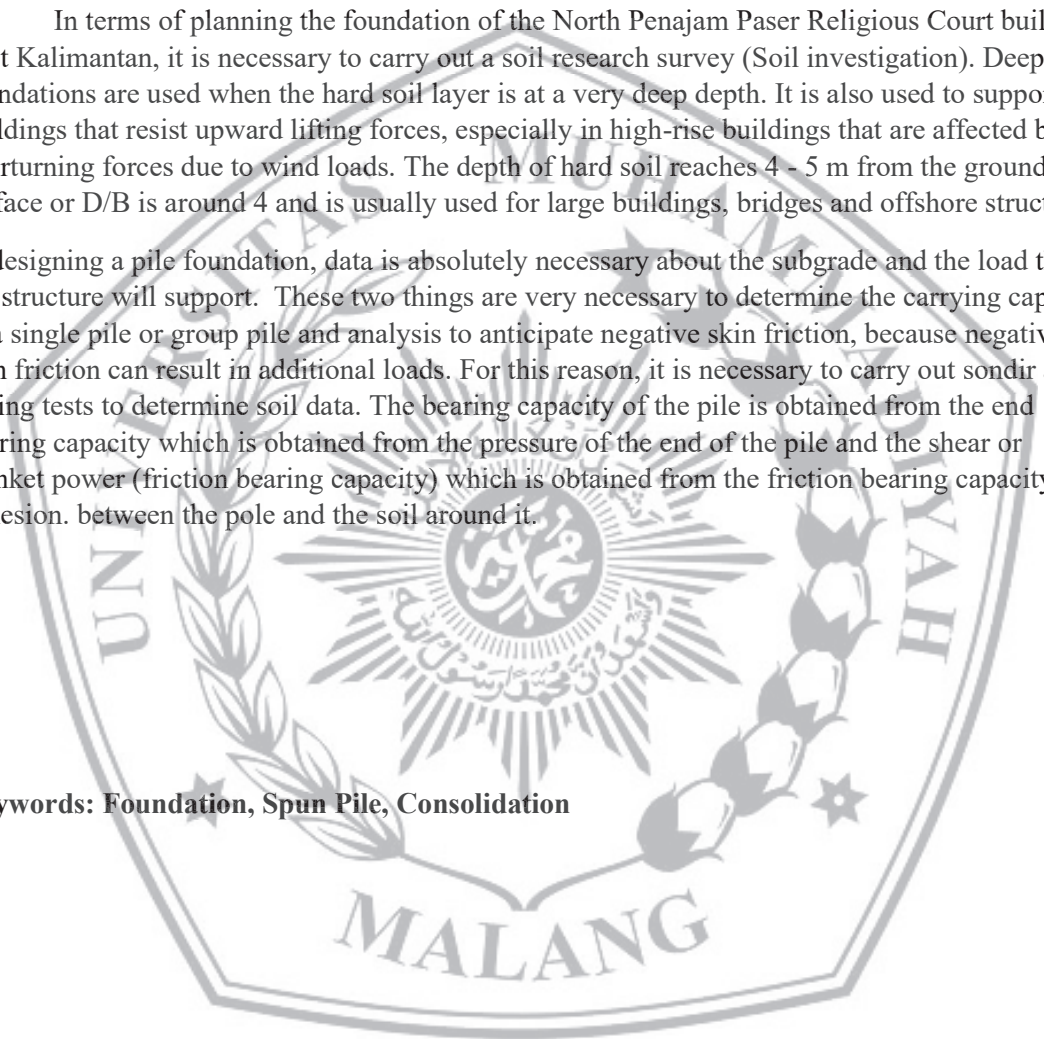 In terms of planning the foundation of the North Penajam Paser Religious Court buil
t Kalimantan, it is necessary to carry out a soil research survey (Soil investigation). Deep
ndations are used when the hard soil layer is at a very deep depth. It is also used to suppo
ldings that resist upward lifting forces, especially in high-rise buildings that are affected b
rturning forces due to wind loads. The depth of hard soil reaches 4 - 5 m from the ground
face or D/B is around 4 and is usually used for large buildings, bridges and offshore struct
designing a pile foundation, data is absolutely necessary about the subgrade and the load t
structure will support. These two things are very necessary to determine the carrying cap
a single pile or group pile and analysis to anticipate negative skin friction, because negativ
n friction can result in additional loads. For this reason, it is necessary to carry out sondir
ing tests to determine soil data. The bearing capacity of the pile is obtained from the end
ring capacity which is obtained from the pressure of the end of the pile and the shear or
nket power (friction bearing capacity) which is obtained from the friction bearing capacity
esion. between the pole and the soil around it.
ywords: Foundation, Spun Pile, Consolidation
UNIVERSITAS MUHAMMADIYAH
MALANG